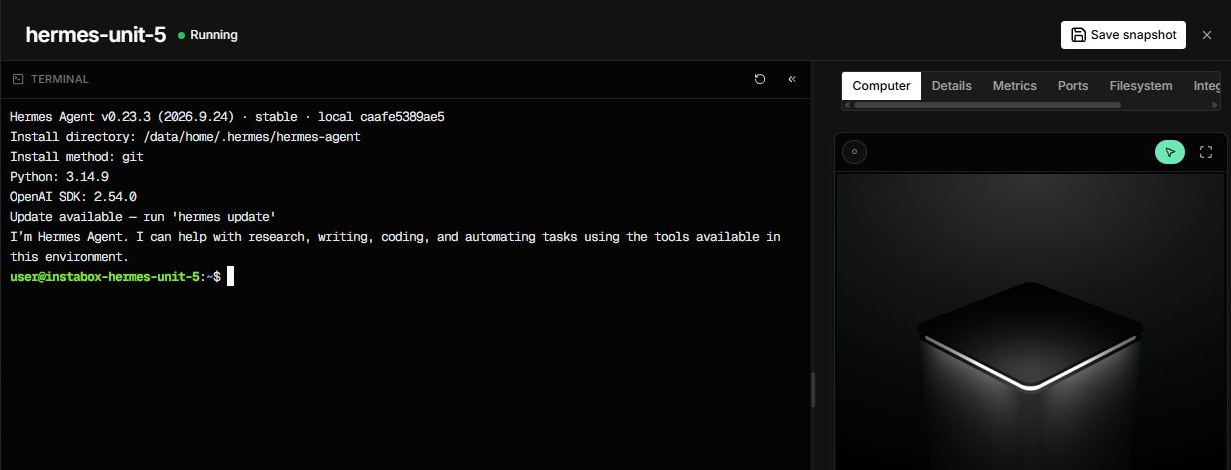 hermes-unit-5
Running
Save snapshot
TERMINAL
Hermes Agent v0.23.3 (2026.9.24) · stable · local caafe5389ae5
Install directory: /data/home/.hermes/hermes-agent
Install method: git
Python: 3.14.9
OpenAI SDK: 2.54.0
Update available — run 'hermes update'
I'm Hermes Agent. I can help with research, writing, coding, and automating tasks using the tools available in
this environment.
user@instabox-hermes-unit-5:~$
Computer Details Metrics Ports Filesystem Integ